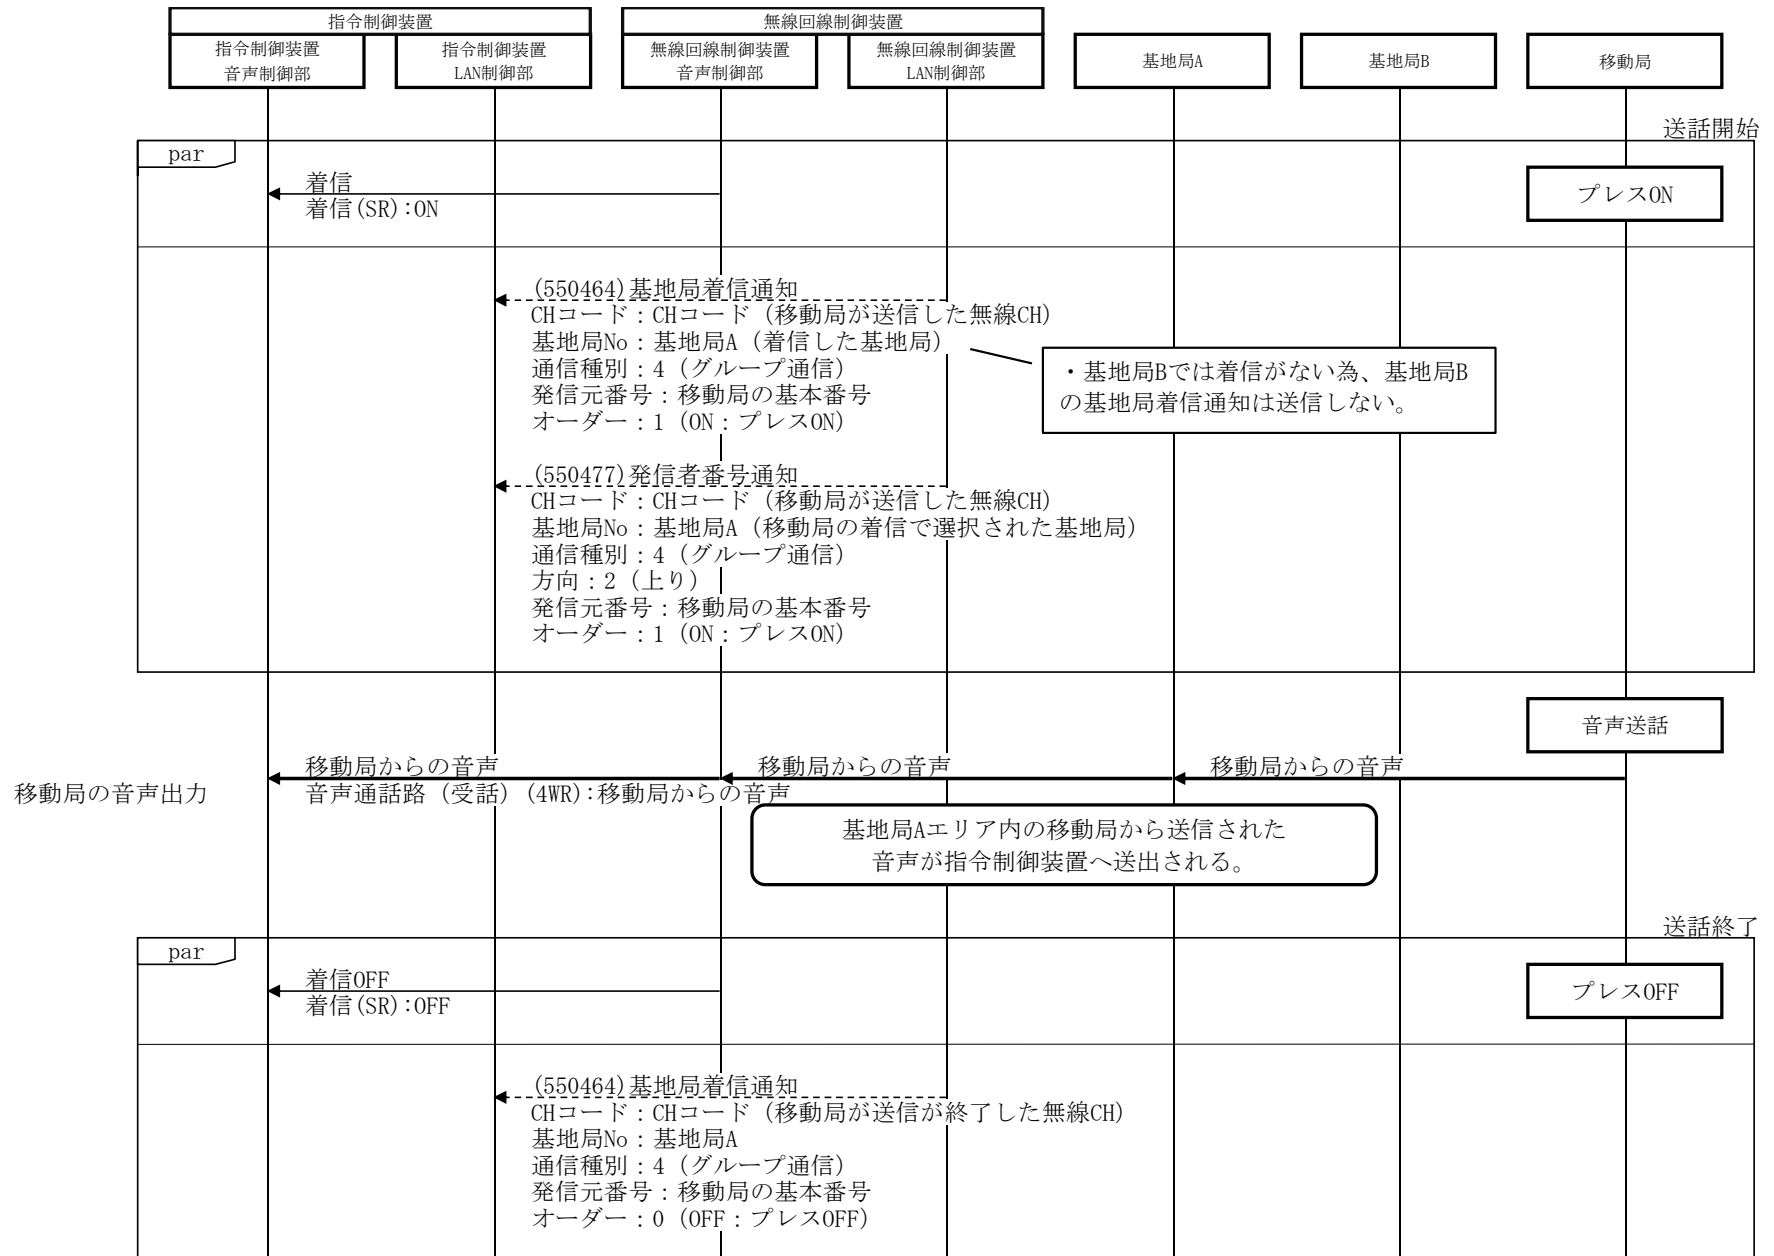 指令制御装置
無線回線制御装置
指令制御装置
音声制御部
指令制御装置
LAN制御部
無線回線制御装置
音声制御部
無線回線制御装置
LAN制御部
基地局A
基地局B
移動局
送話開始
par
着信
着信(SR):ON
プレスON
(550464)基地局着信通知
CHコード：CHコード（移動局が送信した無線CH）
基地局No：基地局A（着信した基地局）
通信種別：4（グループ通信）
発信元番号：移動局の基本番号
オーダー：1（ON：プレスON）
・基地局Bでは着信がない為、基地局B
の基地局着信通知は送信しない。
(550477)発信者番号通知
CHコード：CHコード（移動局が送信した無線CH）
基地局No：基地局A（移動局の着信で選択された基地局）
通信種別：4（グループ通信）
方向：2（上り）
発信元番号：移動局の基本番号
オーダー：1（ON：プレスON）
音声送話
移動局からの音声
移動局からの音声
移動局からの音声
移動局の音声出力
音声通話路（受話）(4WR):移動局からの音声
基地局Aエリア内の移動局から送信された
音声が指令制御装置へ送出される。
送話終了
par
着信OFF
着信(SR):OFF
プレスOFF
(550464)基地局着信通知
CHコード：CHコード（移動局が送信が終了した無線CH）
基地局No：基地局A
通信種別：4（グループ通信）
発信元番号：移動局の基本番号
オーダー：0（OFF：プレスOFF）